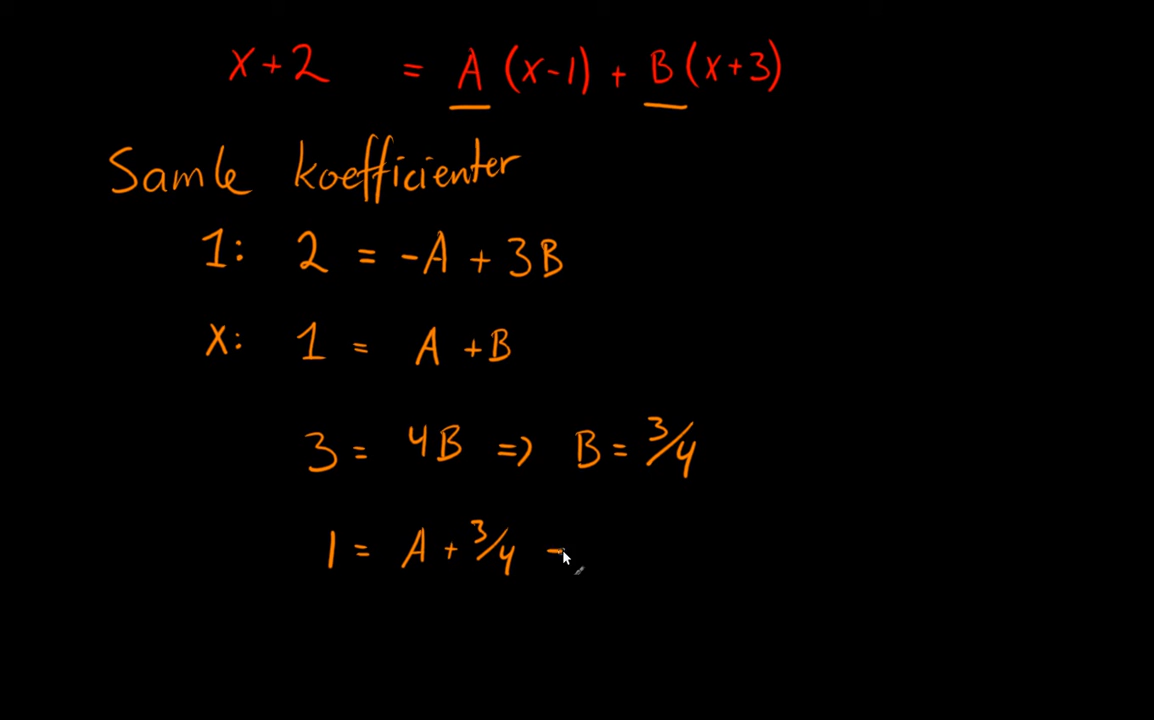 x+2 = A (x-1) + B (x+3)
Samle koefficienter
1: 2 = -A + 3B
x: 1 = A + B
3 = 4B => B = 3/4
1 = A + 3/4 -